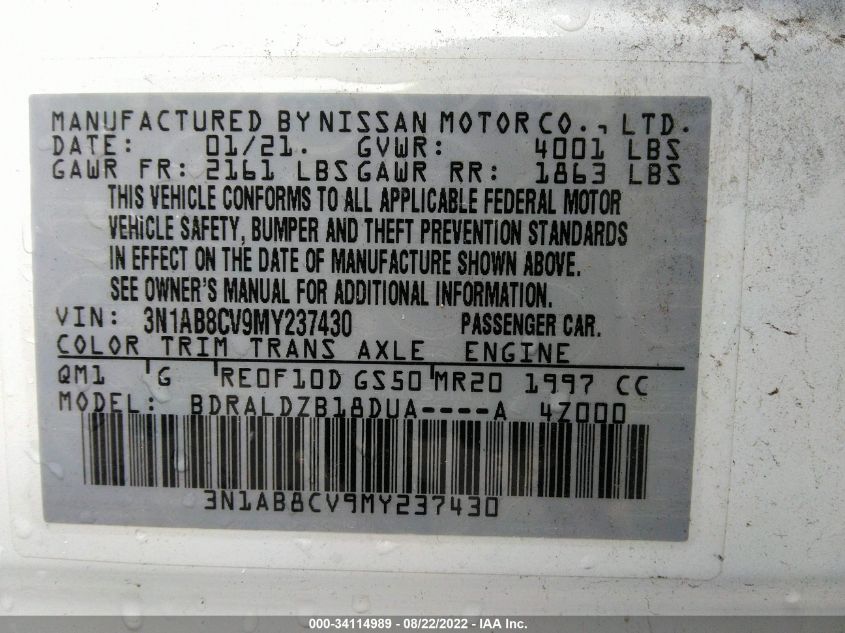 MANUFACTURED BY NISSAN MOTOR CO., LTD.
DATE: 01/21. GVWR: 4001 LBS
GAWR FR: 2161 LBS GAWR RR: 1863 LBS
THIS VEHICLE CONFORMS TO ALL APPLICABLE FEDERAL MOTOR
VEHICLE SAFETY, BUMPER AND THEFT PREVENTION STANDARDS
IN EFFECT ON THE DATE OF MANUFACTURE SHOWN ABOVE.
SEE OWNER'S MANUAL FOR ADDITIONAL INFORMATION.
VIN: 3N1AB8CV9MY237430 PASSENGER CAR.
COLOR TRIM TRANS AXLE ENGINE
QM1 G RE0F10D GS50 MR20 1997 CC
MODEL: BDRALDZB18DUA----A 4Z000
3N1AB8CV9MY237430
000-34114989 - 08/22/2022 - IAA Inc.